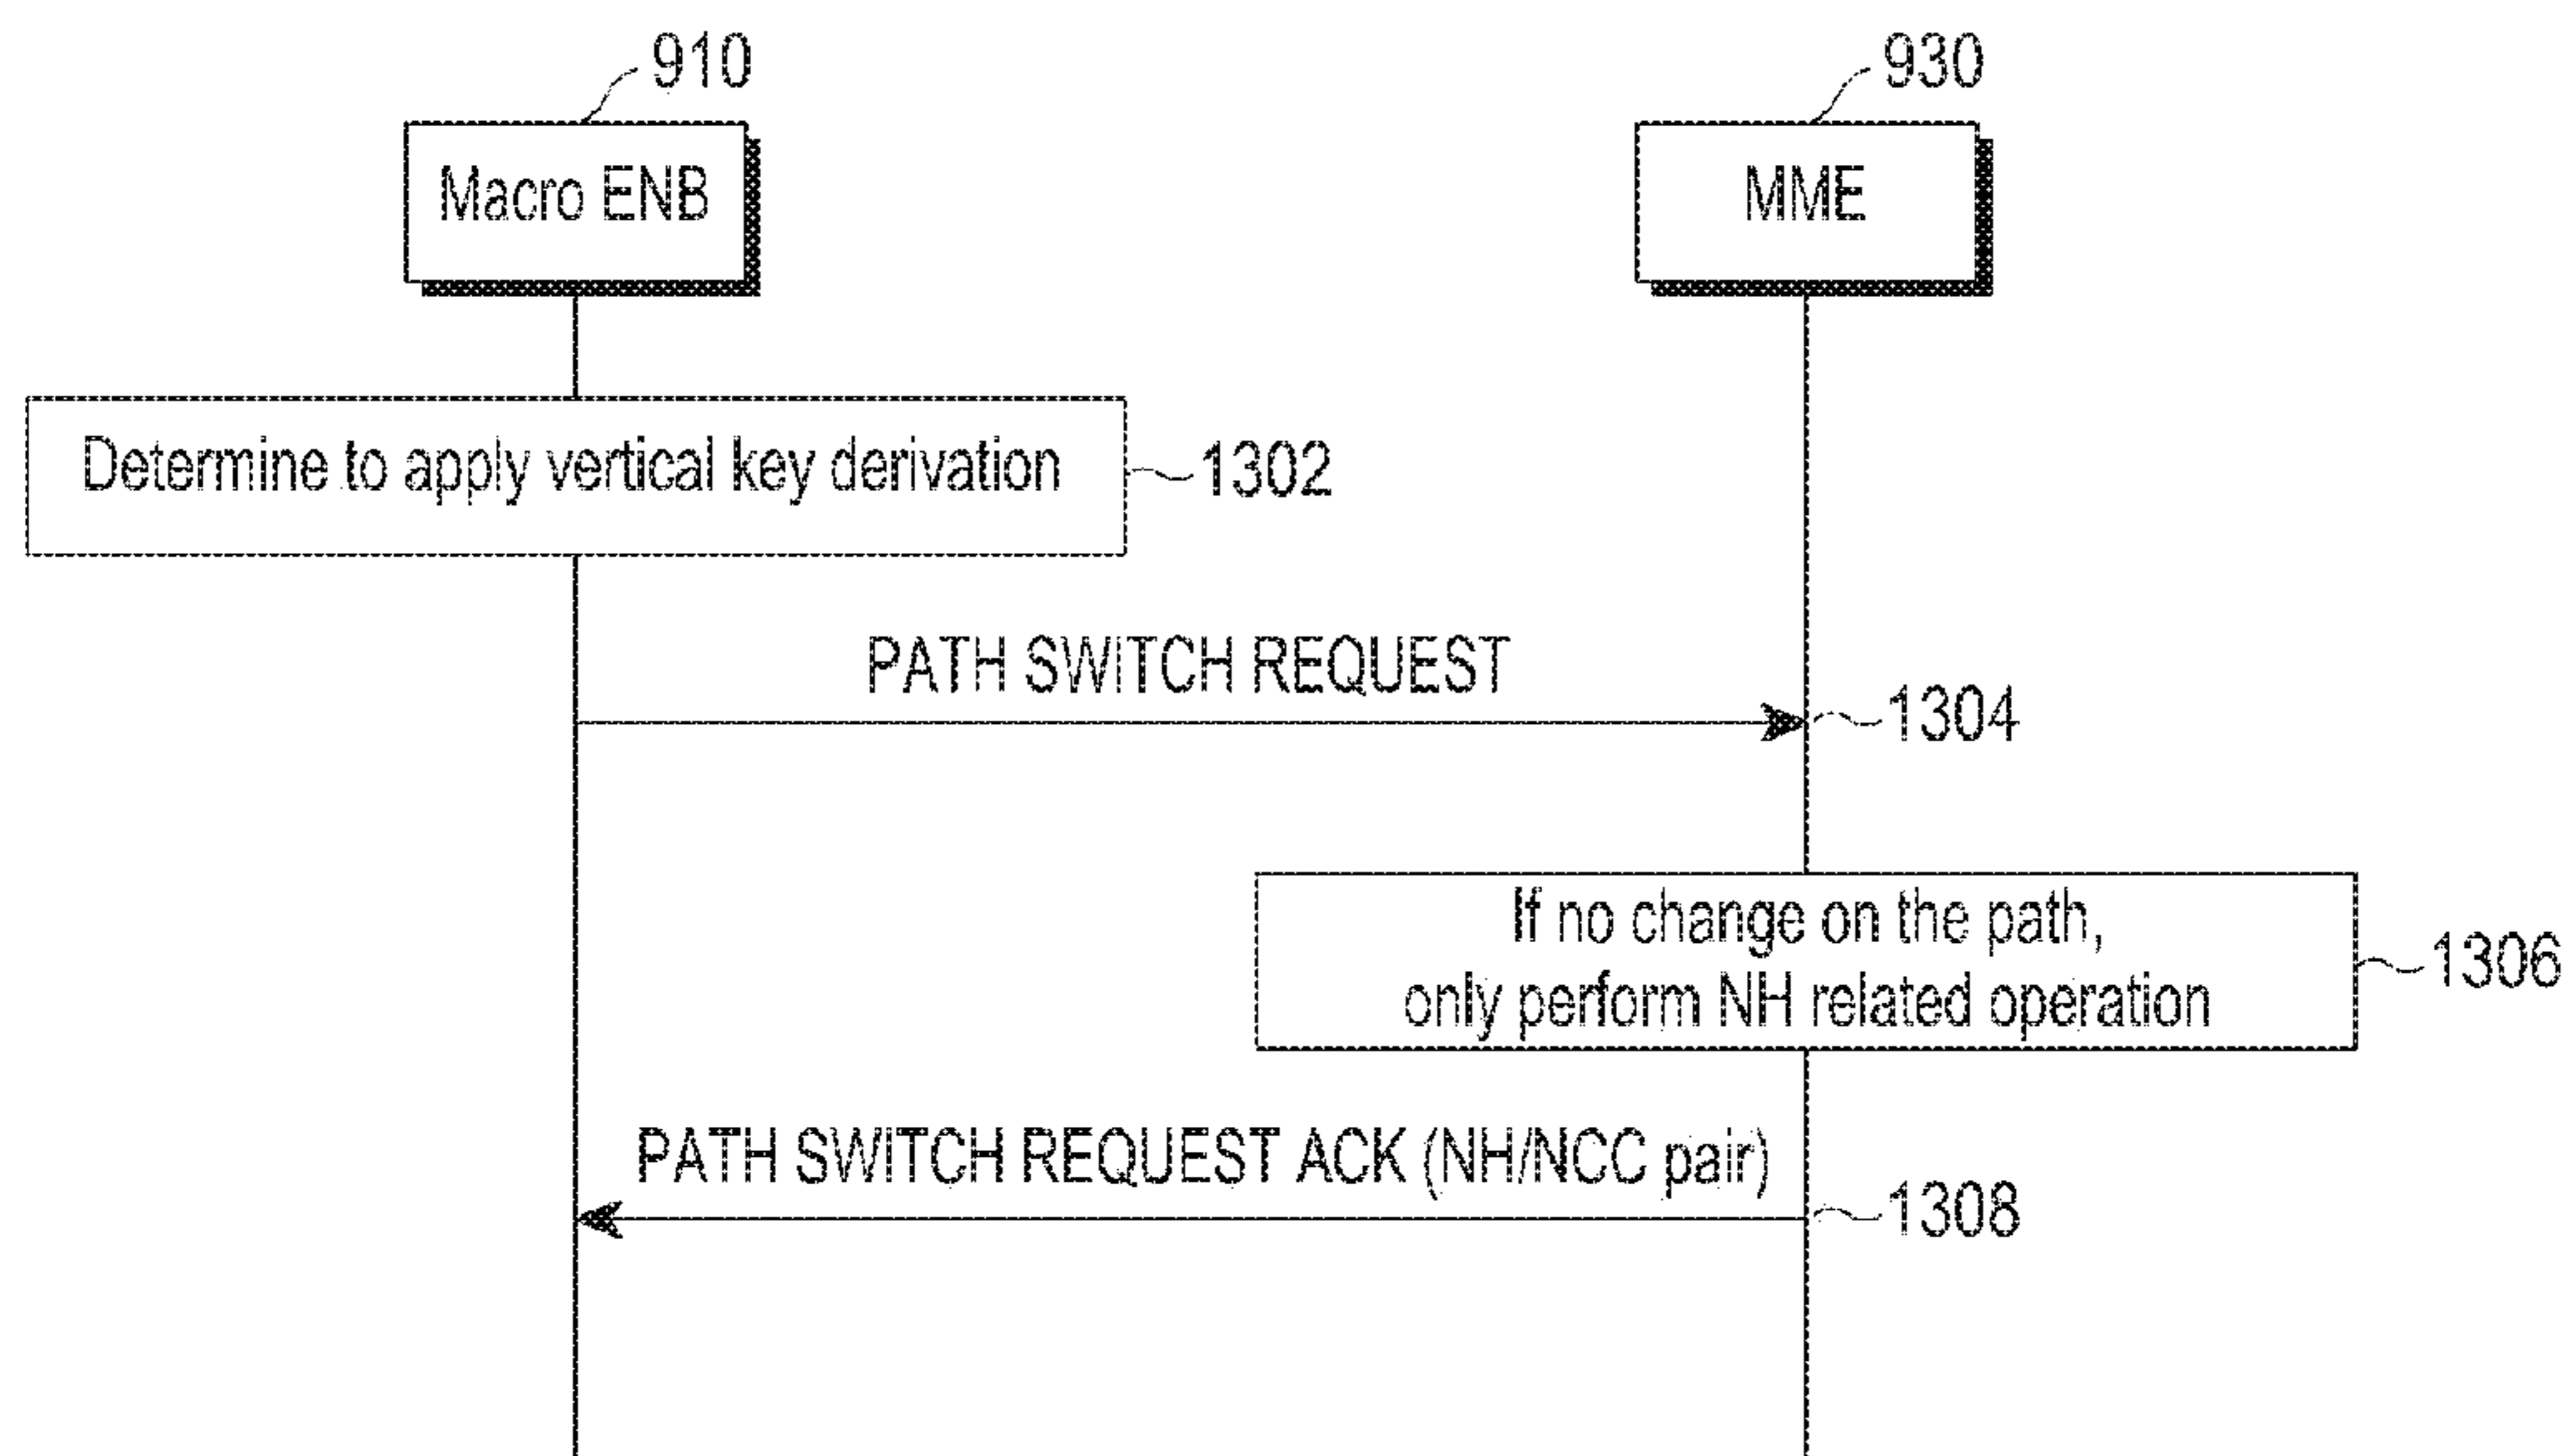 910
930
Macro ENB
MME
Determine to apply vertical key derivation
1302
PATH SWITCH REQUEST
1304
If no change on the path,
only perform NH related operation
1306
PATH SWITCH REQUEST ACK (NH/NCC pair)
1308